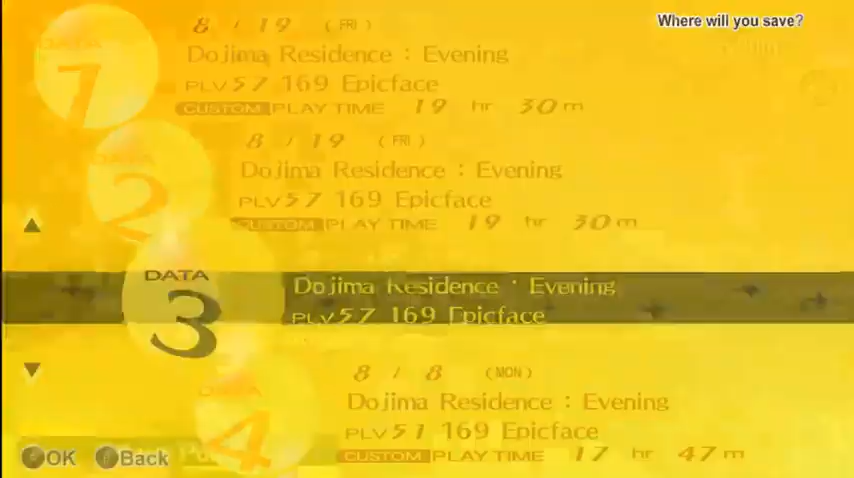 Where will you save?
DATA
1
8 / 19 (FRI)
Dojima Residence : Evening
PLV 57 169 Epicface
CUSTOM PLAY TIME 19 hr 30 m
DATA
2
8 / 19 (FRI)
Dojima Residence : Evening
PLV 57 169 Epicface
CUSTOM PLAY TIME 19 hr 30 m
DATA
3
Dojima Residence : Evening
PLV 57 169 Epicface
DATA
4
8 / 8 (MON)
Dojima Residence : Evening
PLV 51 169 Epicface
CUSTOM PLAY TIME 17 hr 47 m
OK Back